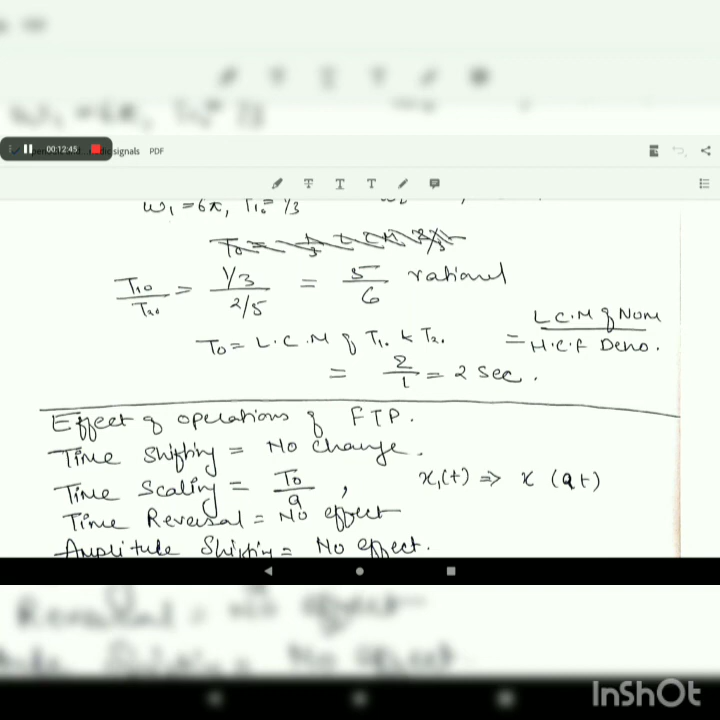 00:12:45 signals PDF
ω₁ = 6π, T₁₀ = 1/3
T₁₀/T₂₀ = (1/3)/(2/5) = 5/6 rational
T₀ = L.C.M of T₁ & T₂. = L.C.M of Num / H.C.F Deno.
= 2/1 = 2 sec.
Effect of operations of FTP.
Time Shifting = No change.
Time Scaling = T₀/a , x₁(t) ⇒ x (at)
Time Reversal = No effect
Amplitude Shifting = No effect.
InShOt